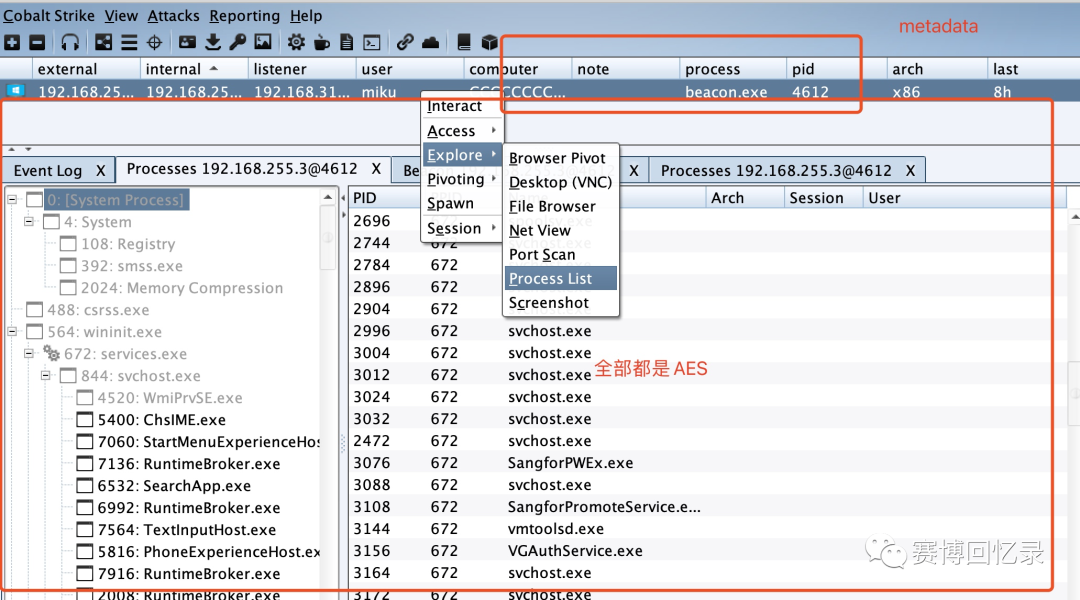 Cobalt Strike View Attacks Reporting Help
metadata
external internal listener user computer note process pid arch last
192.168.25... 192.168.25... 192.168.31... miku CCCCCCCC... beacon.exe 4612 x86 8h
Interact
Access
Explore
Pivoting
Spawn
Session
Browser Pivot
Desktop (VNC)
File Browser
Net View
Port Scan
Process List
Screenshot
Event Log X Processes 192.168.255.3@4612 X Be X Processes 192.168.255.3@4612 X
0: [System Process]
4: System
108: Registry
392: smss.exe
2024: Memory Compression
488: csrss.exe
564: wininit.exe
672: services.exe
844: svchost.exe
4520: WmiPrvSE.exe
5400: ChsIME.exe
7060: StartMenuExperienceHos
7136: RuntimeBroker.exe
6532: SearchApp.exe
6992: RuntimeBroker.exe
7564: TextInputHost.exe
5816: PhoneExperienceHost.ex
7916: RuntimeBroker.exe
2008: RuntimeBroker.exe
PID Arch Session User
2696
2744 672
2784 672
2896 672
2904 672
2996 672 svchost.exe
3004 672 svchost.exe
3012 672 svchost.exe
全部都是 AES
3024 672 svchost.exe
3032 672 svchost.exe
2472 672 svchost.exe
3076 672 SangforPWEx.exe
3088 672 svchost.exe
3108 672 SangforPromoteService.e...
3144 672 vmtoolsd.exe
3156 672 VGAuthService.exe
3164 672 svchost.exe
3172 672 svchost.exe
赛博回忆录